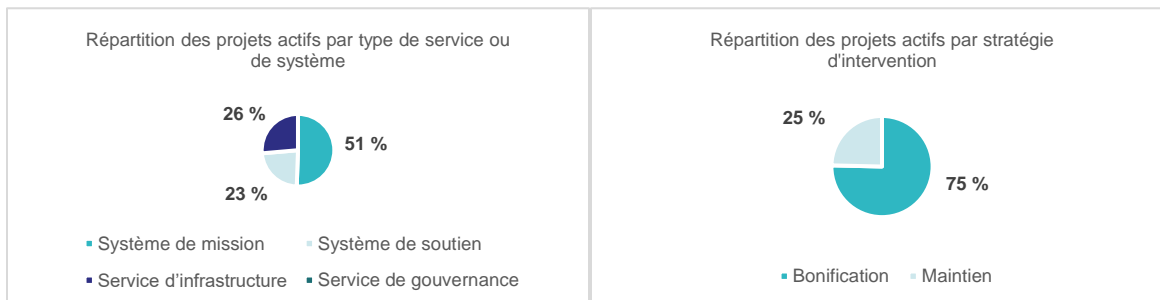 Répartition des projets actifs par type de service ou
de système
26 %
51 %
23 %
Système de mission
Système de soutien
Service d’infrastructure
Service de gouvernance
Répartition des projets actifs par stratégie
d'intervention
25 %
75 %
Bonification
Maintien